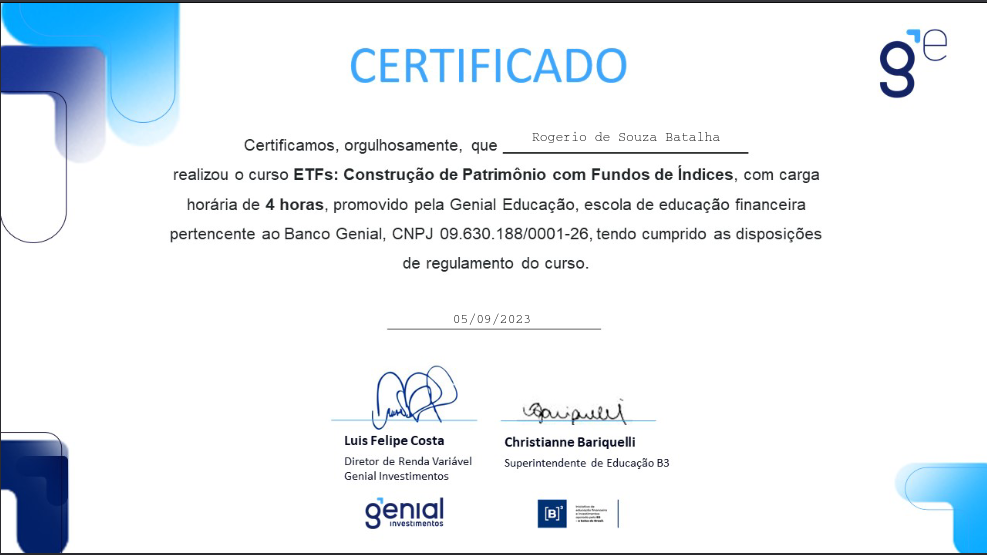 CERTIFICADO
ge
Certificamos, orgulhosamente, que Rogerio de Souza Batalha
realizou o curso ETFs: Construção de Patrimônio com Fundos de Índices, com carga
horária de 4 horas, promovido pela Genial Educação, escola de educação financeira
pertencente ao Banco Genial, CNPJ 09.630.188/0001-26, tendo cumprido as disposições
de regulamento do curso.
05/09/2023
Bariquelli
Luis Felipe Costa
Diretor de Renda Variável
Genial Investimentos
Christianne Bariquelli
Superintendente de Educação B3
genial
investimentos
[B]³